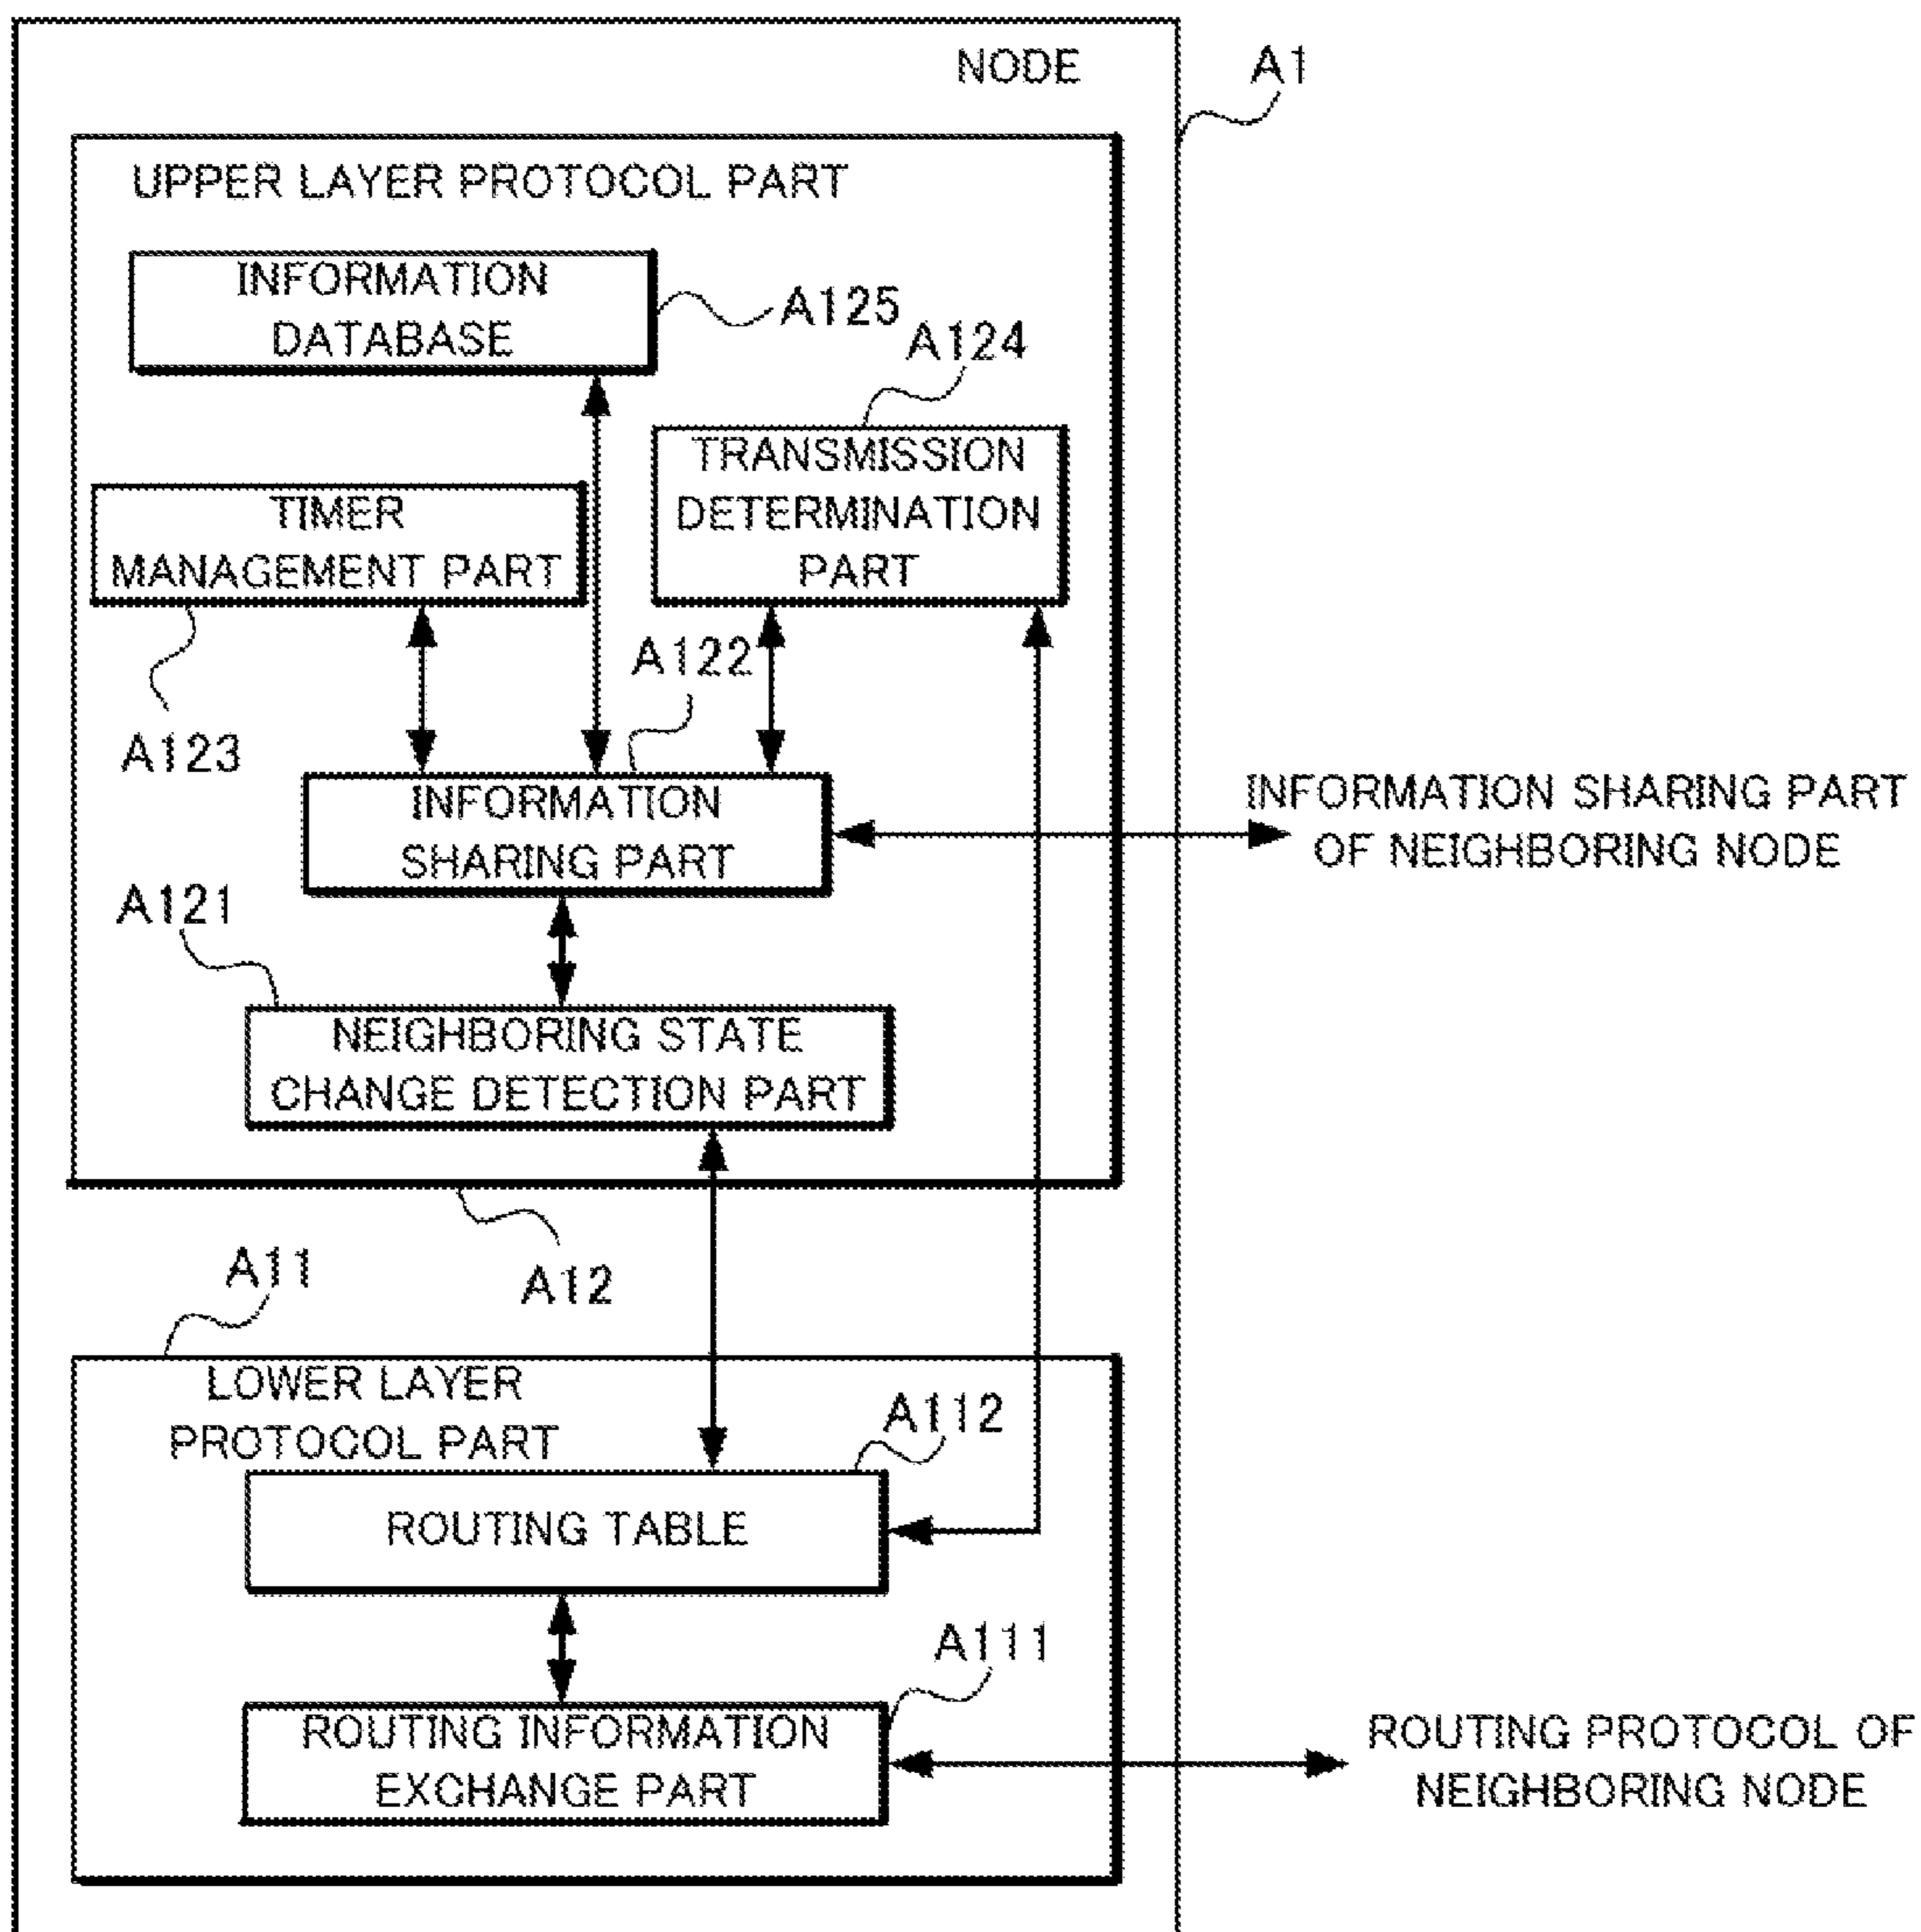 NODE
A1
UPPER LAYER PROTOCOL PART
INFORMATION
DATABASE
A125
A124
TRANSMISSION
DETERMINATION
PART
TIMER
MANAGEMENT PART
A122
A123
INFORMATION
SHARING PART
INFORMATION SHARING PART
OF NEIGHBORING NODE
A121
NEIGHBORING STATE
CHANGE DETECTION PART
A12
A11
LOWER LAYER
PROTOCOL PART
A112
ROUTING TABLE
A111
ROUTING INFORMATION
EXCHANGE PART
ROUTING PROTOCOL OF
NEIGHBORING NODE